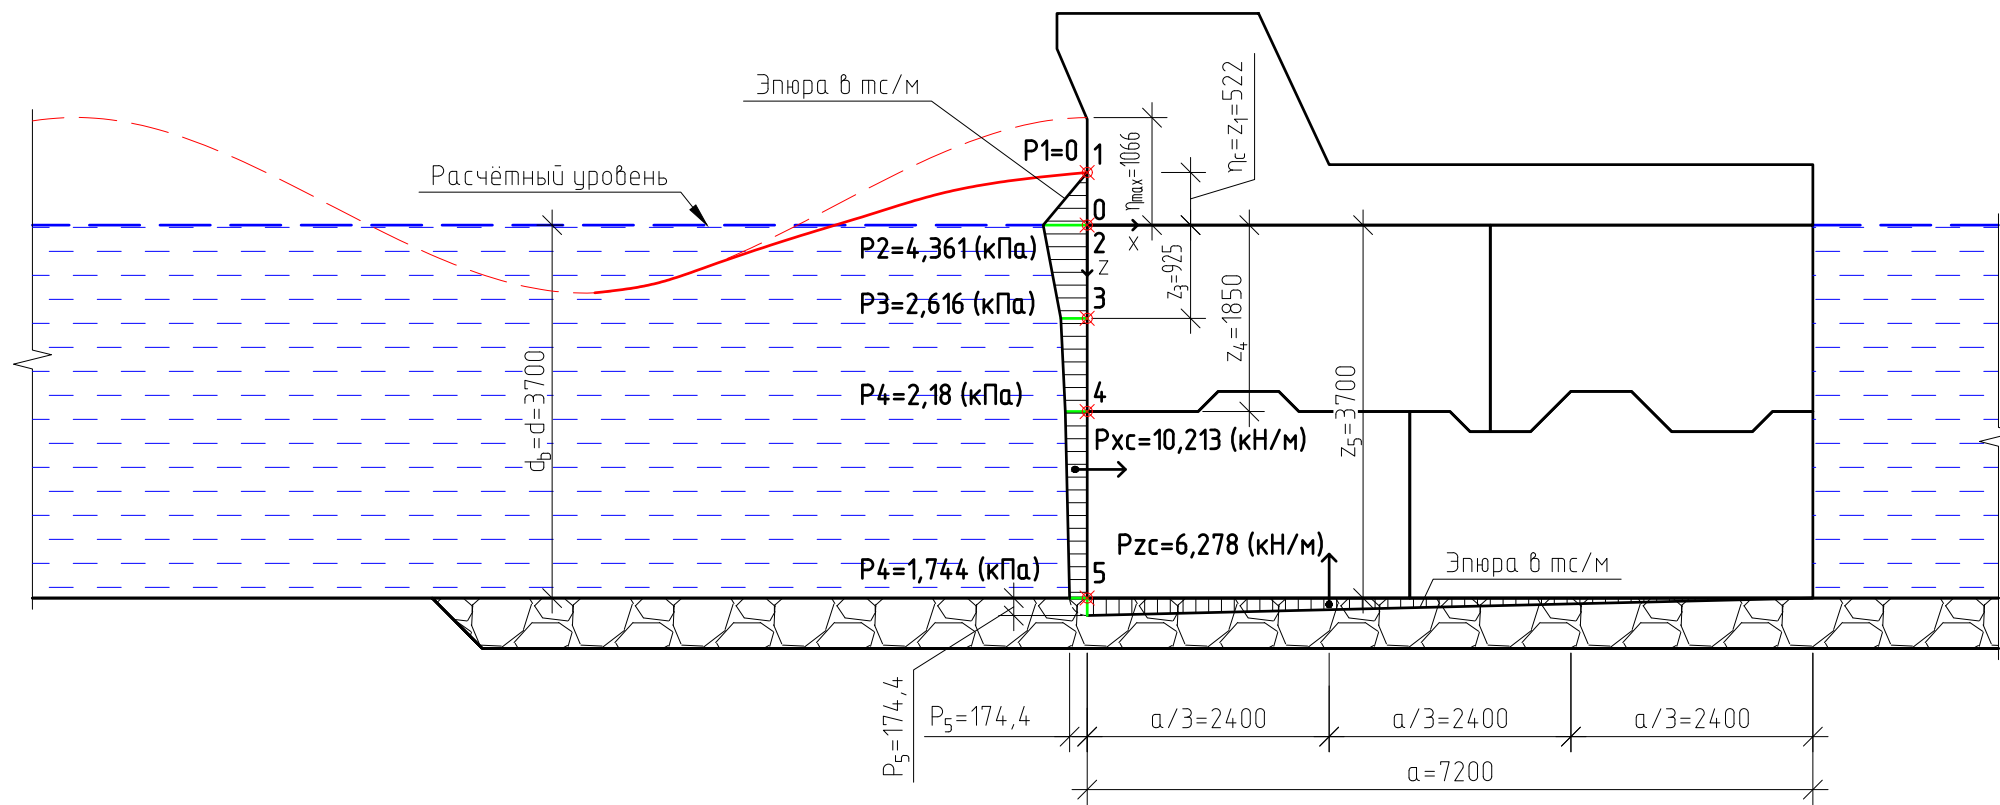 Эпюра в тс/м
ηc=z1=522
P1=0
1
ηmax=1066
Расчётный уровень
0
x
P2=4,361 (кПа)
2
z
z3=925
P3=2,616 (кПа)
3
z4=1850
db=d=3700
z5=3700
P4=2,18 (кПа)
4
Pxc=10,213 (кН/м)
Pzc=6,278 (кН/м)
Эпюра в тс/м
P4=1,744 (кПа)
5
P5=174,4
P5=174,4
a/3=2400
a/3=2400
a/3=2400
a=7200